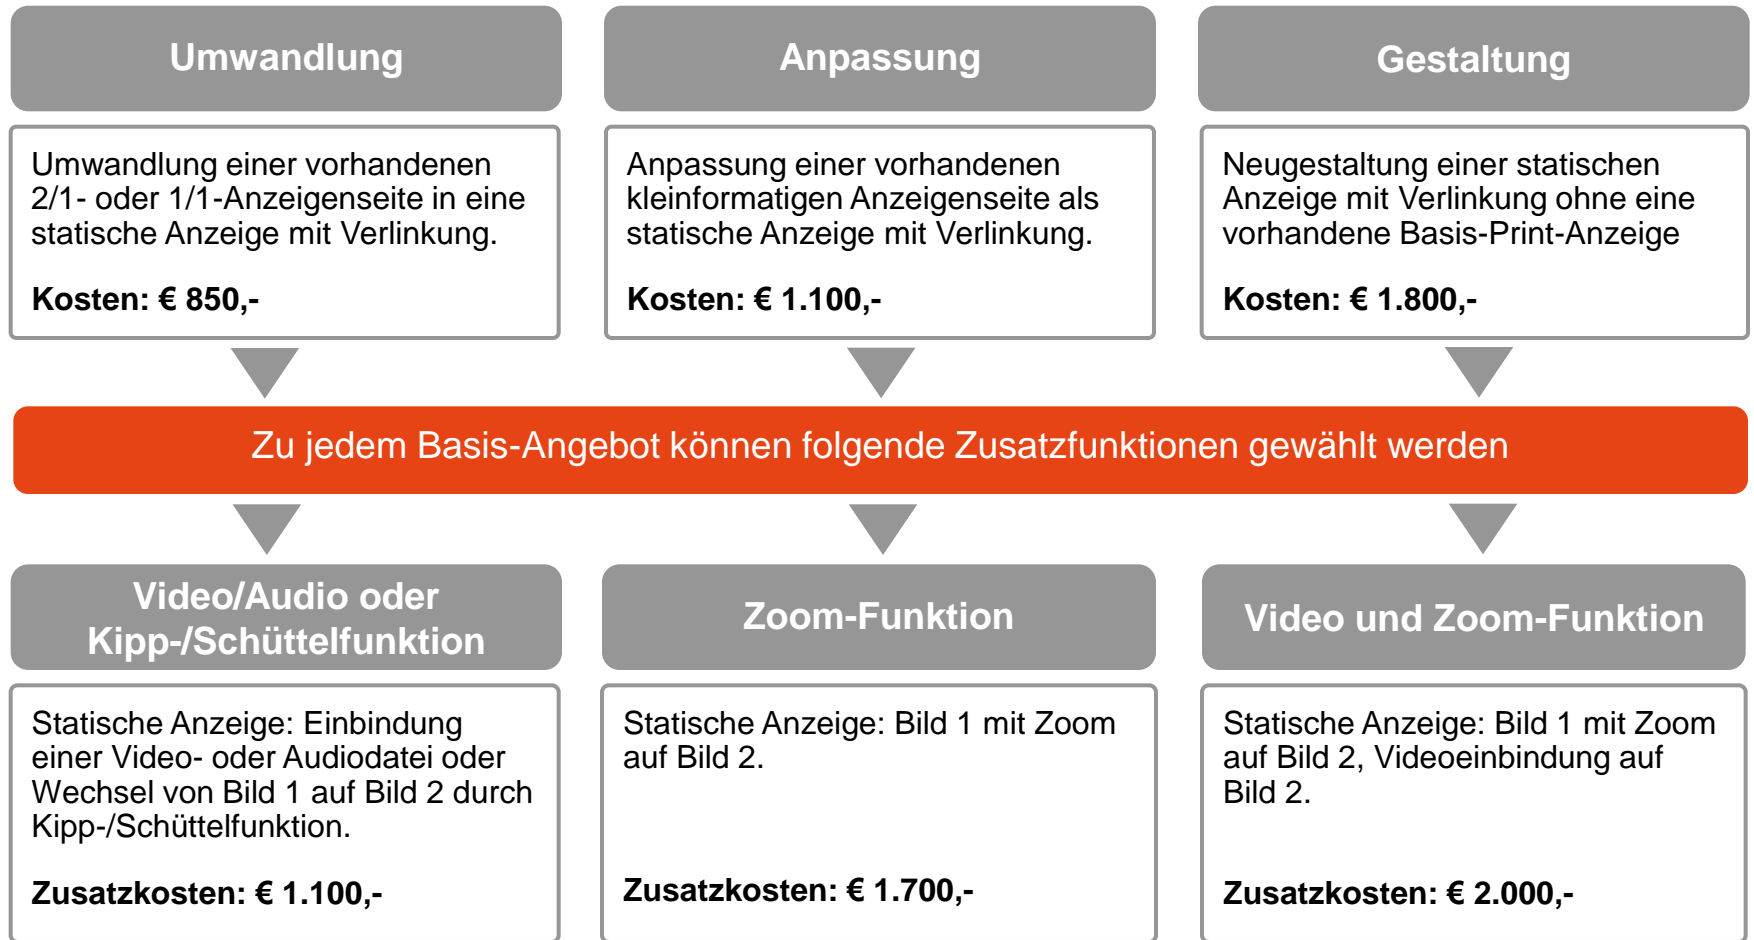 Umwandlung
Umwandlung einer vorhandenen
2/1- oder 1/1-Anzeigenseite in eine
statische Anzeige mit Verlinkung.
Kosten: € 850,-
Anpassung
Anpassung einer vorhandenen
kleinformatigen Anzeigenseite als
statische Anzeige mit Verlinkung.
Kosten: € 1.100,-
Gestaltung
Neugestaltung einer statischen
Anzeige mit Verlinkung ohne eine
vorhandene Basis-Print-Anzeige
Kosten: € 1.800,-
Zu jedem Basis-Angebot können folgende Zusatzfunktionen gewählt werden
Video/Audio oder
Kipp-/Schüttelfunktion
Statische Anzeige: Einbindung
einer Video- oder Audiodatei oder
Wechsel von Bild 1 auf Bild 2 durch
Kipp-/Schüttelfunktion.
Zusatzkosten: € 1.100,-
Zoom-Funktion
Statische Anzeige: Bild 1 mit Zoom
auf Bild 2.
Zusatzkosten: € 1.700,-
Video und Zoom-Funktion
Statische Anzeige: Bild 1 mit Zoom
auf Bild 2, Videoeinbindung auf
Bild 2.
Zusatzkosten: € 2.000,-